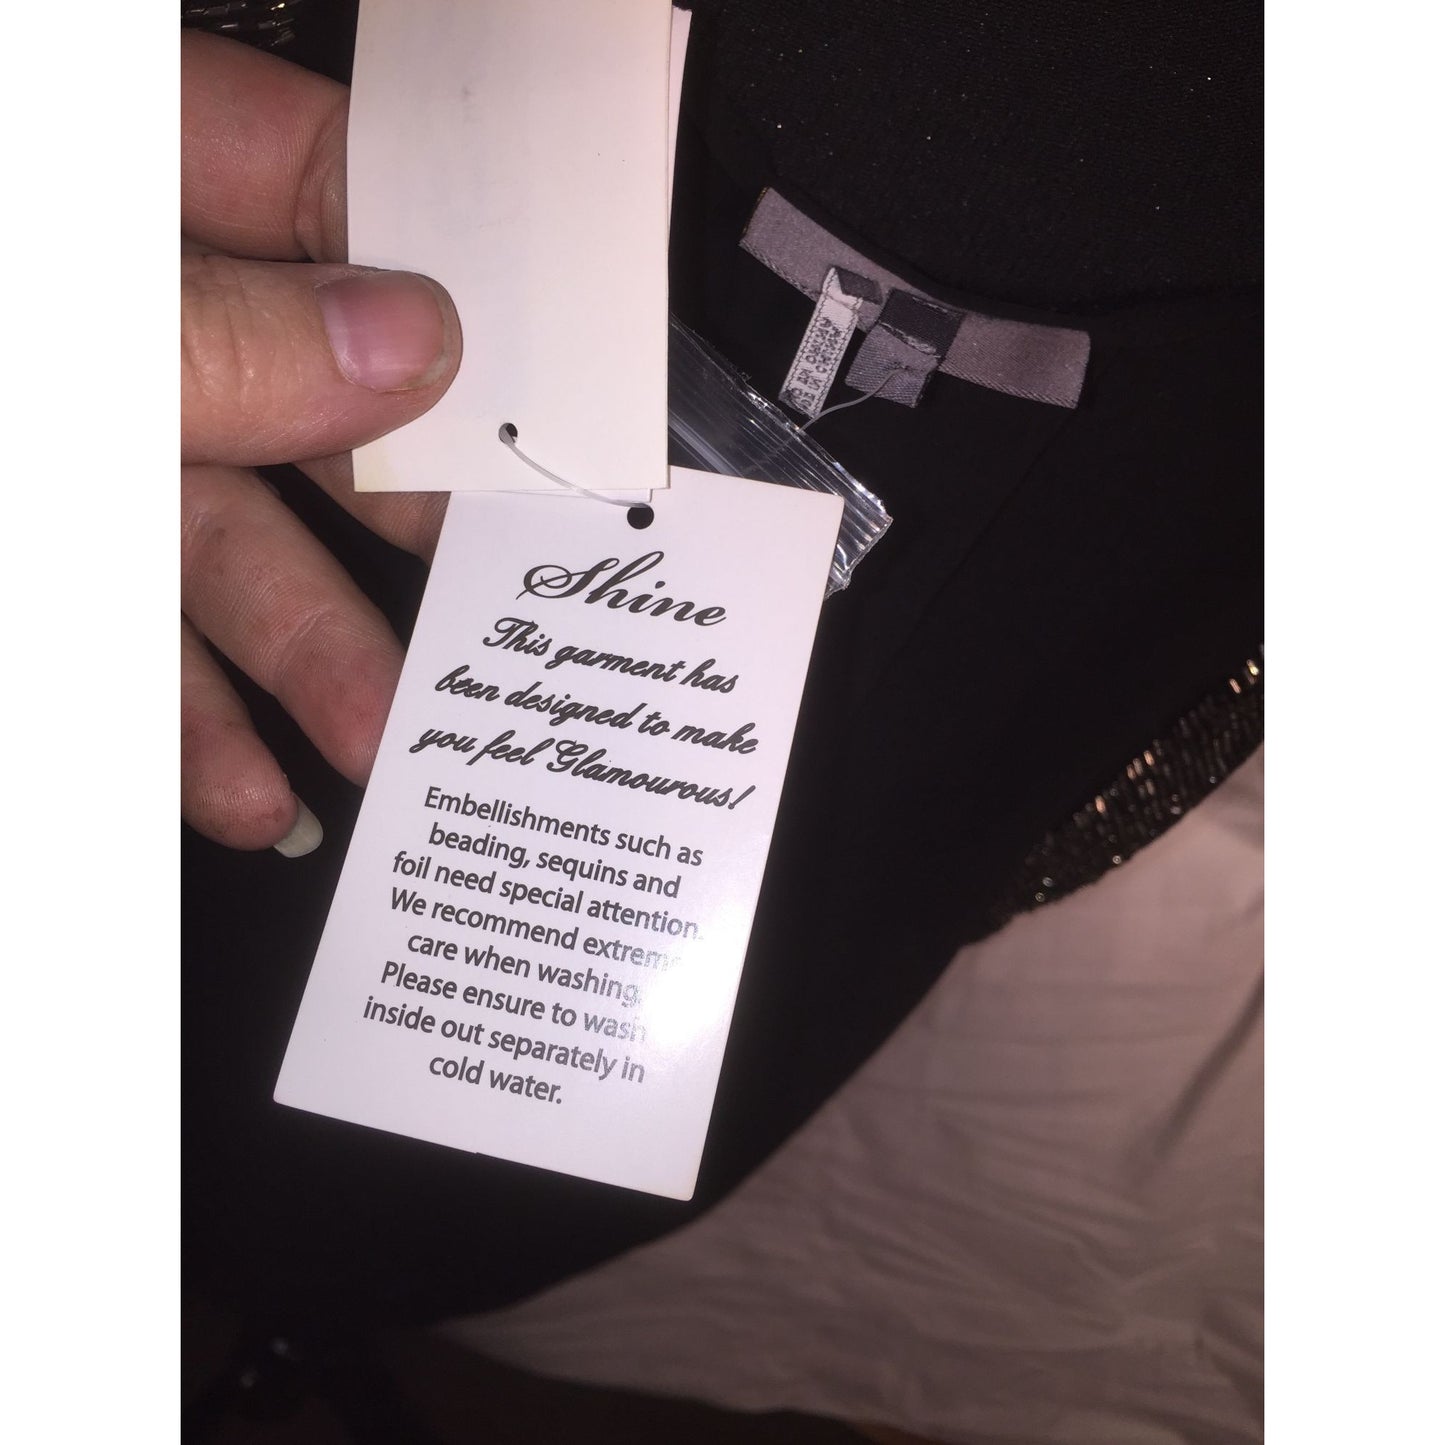 Shine
This garment has
been designed to make
you feel Glamourous!
Embellishments such as
beading, sequins and
foil need special attention.
We recommend extreme
care when washing.
Please ensure to wash
inside out separately in
cold water.